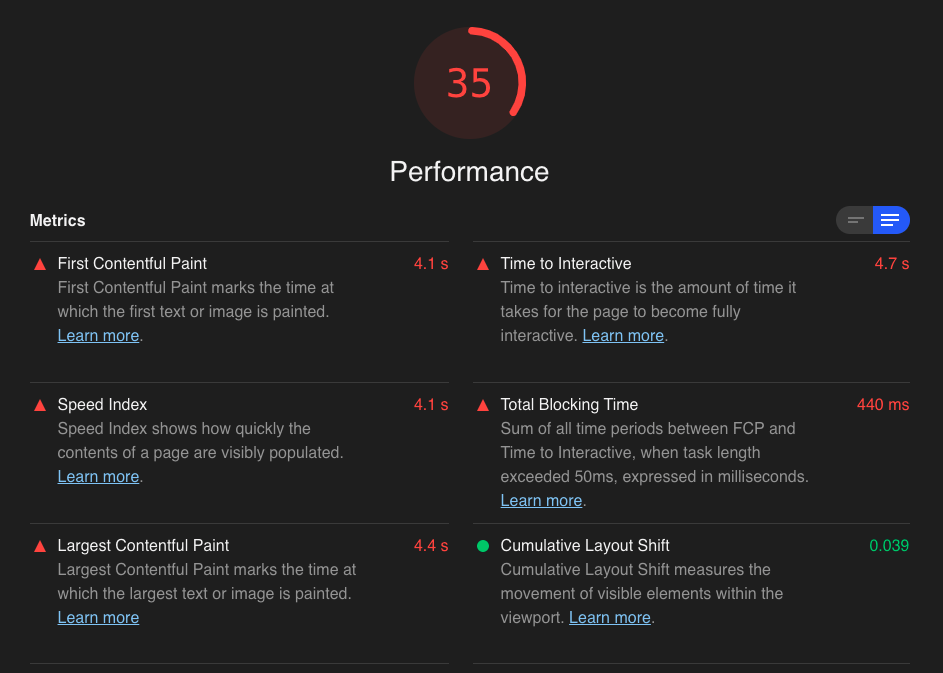 35
Performance
Metrics
First Contentful Paint
4.1 s
First Contentful Paint marks the time at
which the first text or image is painted.
Learn more.
Time to Interactive
4.7 s
Time to interactive is the amount of time it
takes for the page to become fully
interactive. Learn more.
Speed Index
4.1 s
Speed Index shows how quickly the
contents of a page are visibly populated.
Learn more.
Total Blocking Time
440 ms
Sum of all time periods between FCP and
Time to Interactive, when task length
exceeded 50ms, expressed in milliseconds.
Learn more.
Largest Contentful Paint
4.4 s
Largest Contentful Paint marks the time at
which the largest text or image is painted.
Learn more
Cumulative Layout Shift
0.039
Cumulative Layout Shift measures the
movement of visible elements within the
viewport. Learn more.